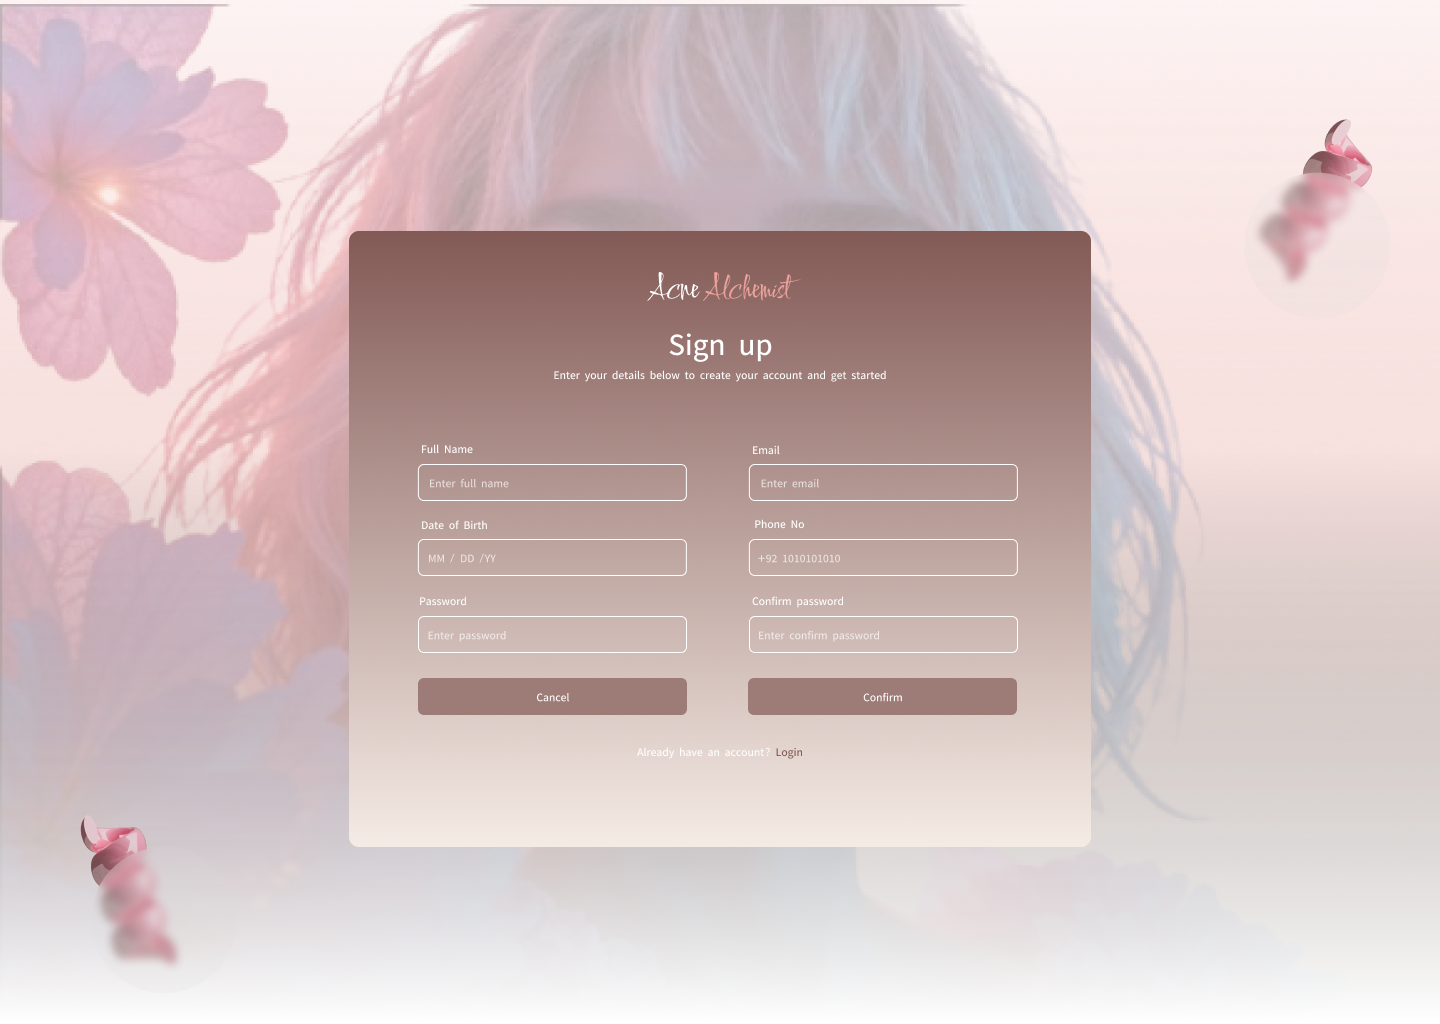 Acne Alchemist
Sign up
Enter your details below to create your account and get started
Full Name
Email
Enter full name
Enter email
Date of Birth
Phone No
MM / DD /YY
+92 1010101010
Password
Confirm password
Enter password
Enter confirm password
Cancel
Confirm
Already have an account? Login